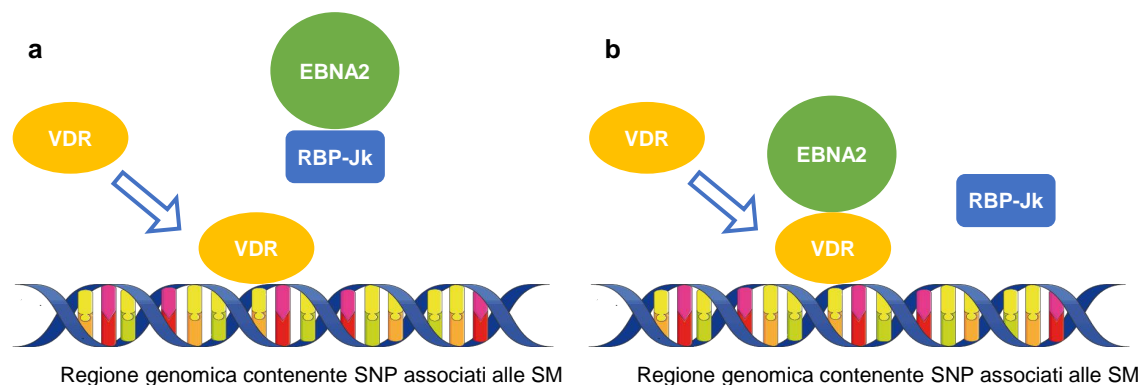 a
EBNA2
VDR
RBP-Jk
VDR
Regione genomica contenente SNP associati alle SM
b
VDR
EBNA2
RBP-Jk
VDR
Regione genomica contenente SNP associati alle SM